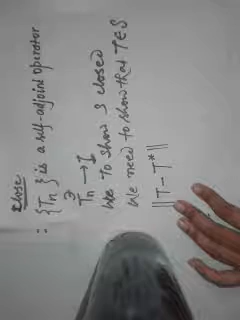 Close
: {Tn} is a self-adjoint operator
∋
Tn → T
We to show S closed
We need to show that T ∈ S
||T - T*||